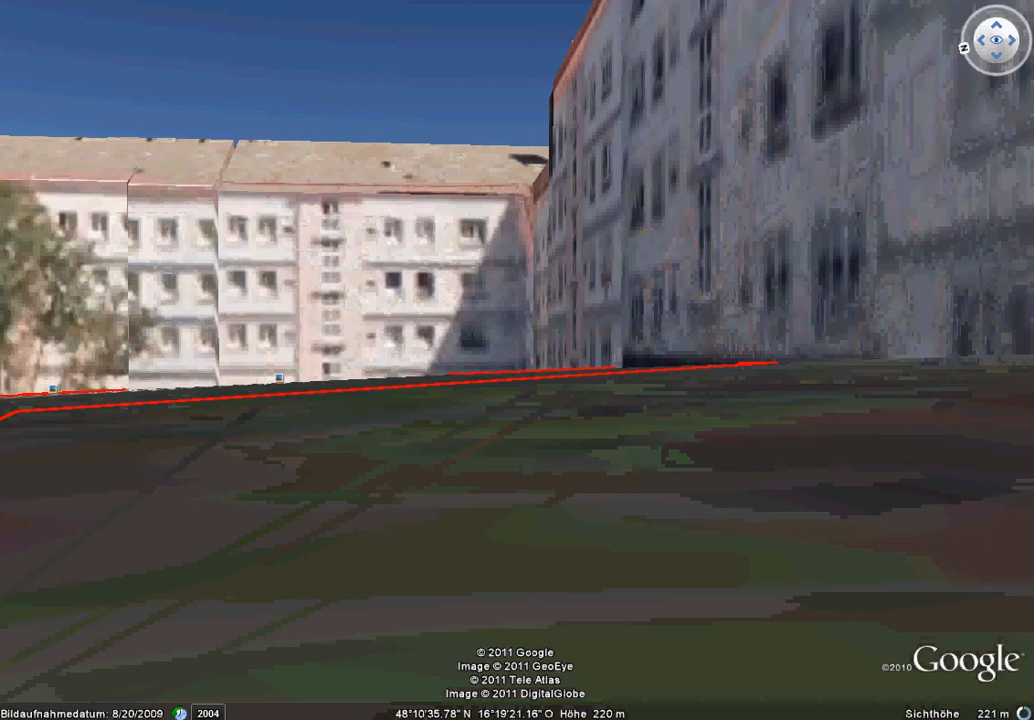 Z
© 2011 Google
Image © 2011 GeoEye
© 2011 Tele Atlas
Image © 2011 DigitalGlobe
©2010 Google™
Bildaufnahmedatum: 8/20/2009 2004 48°10'35.78" N 16°19'21.16" O Höhe 220 m Sichthöhe 221 m